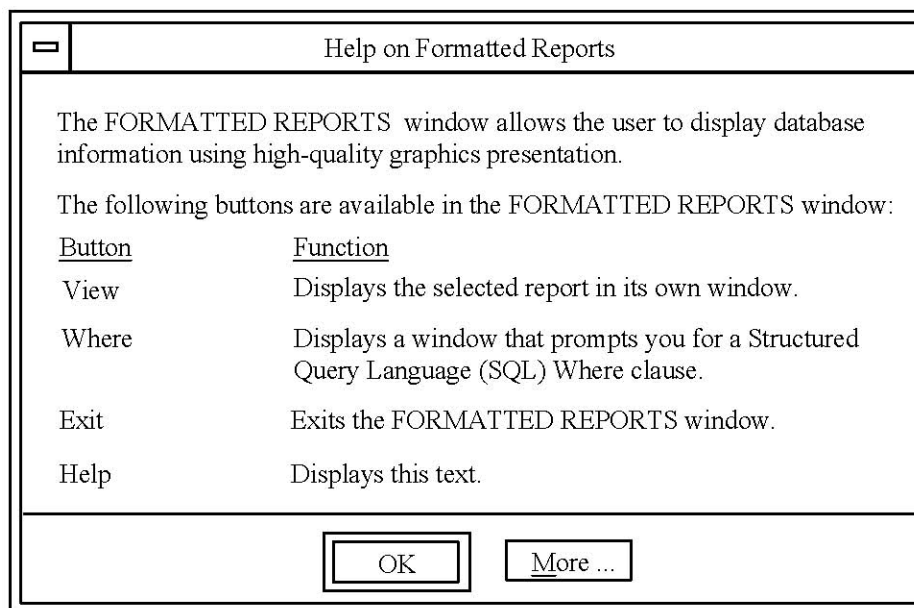 Help on Formatted Reports
The FORMATTED REPORTS window allows the user to display database
information using high-quality graphics presentation.
The following buttons are available in the FORMATTED REPORTS window:
Button Function
View Displays the selected report in its own window.
Where Displays a window that prompts you for a Structured
Query Language (SQL) Where clause.
Exit Exits the FORMATTED REPORTS window.
Help Displays this text.
OK More ...